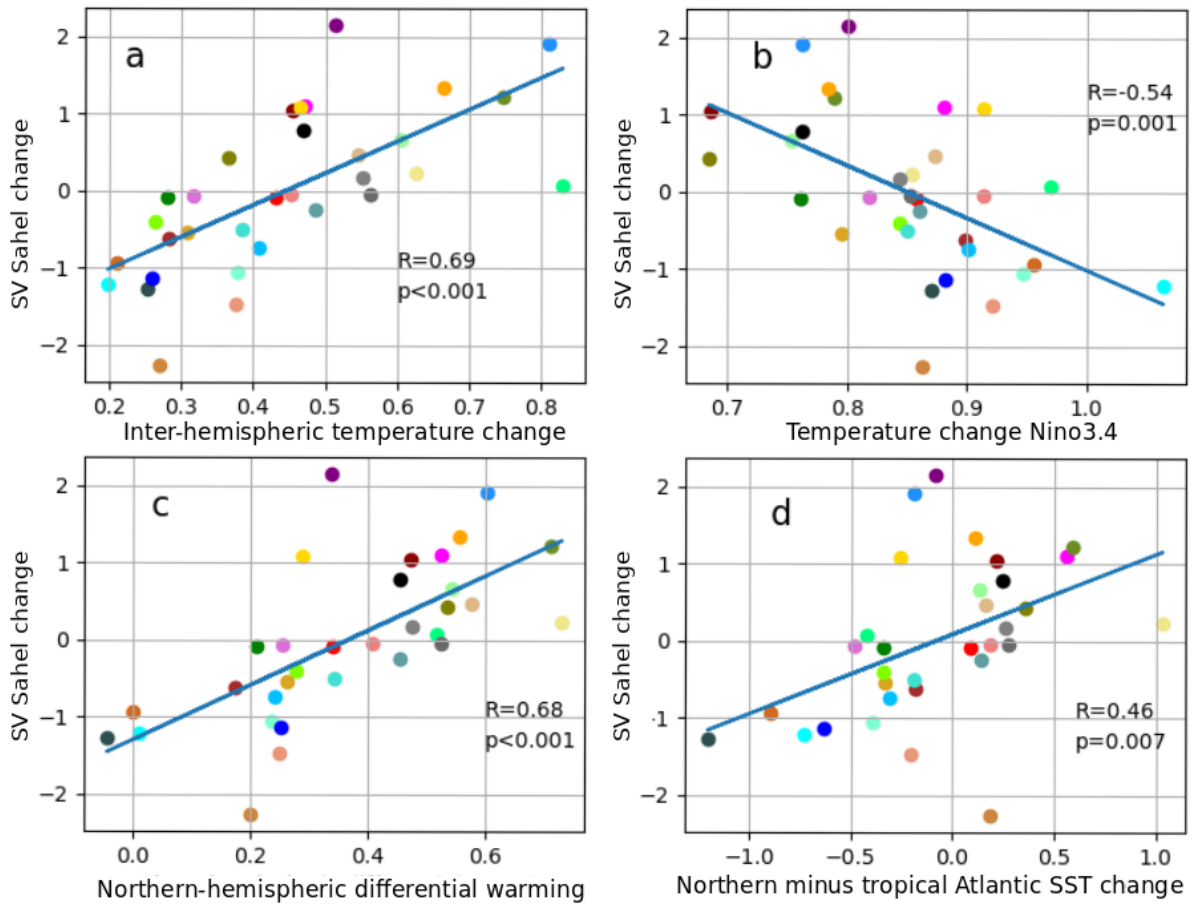 a
2
1
0
−1
−2
SV Sahel change
R=0.69
p<0.001
0.2 0.3 0.4 0.5 0.6 0.7 0.8
Inter-hemispheric temperature change
b
2
1
0
−1
−2
SV Sahel change
R=-0.54
p=0.001
0.7 0.8 0.9 1.0
Temperature change Nino3.4
c
2
1
0
−1
−2
SV Sahel change
R=0.68
p<0.001
0.0 0.2 0.4 0.6
Northern-hemispheric differential warming
d
2
1
0
-1
−2
SV Sahel change
R=0.46
p=0.007
−1.0 −0.5 0.0 0.5 1.0
Northern minus tropical Atlantic SST change